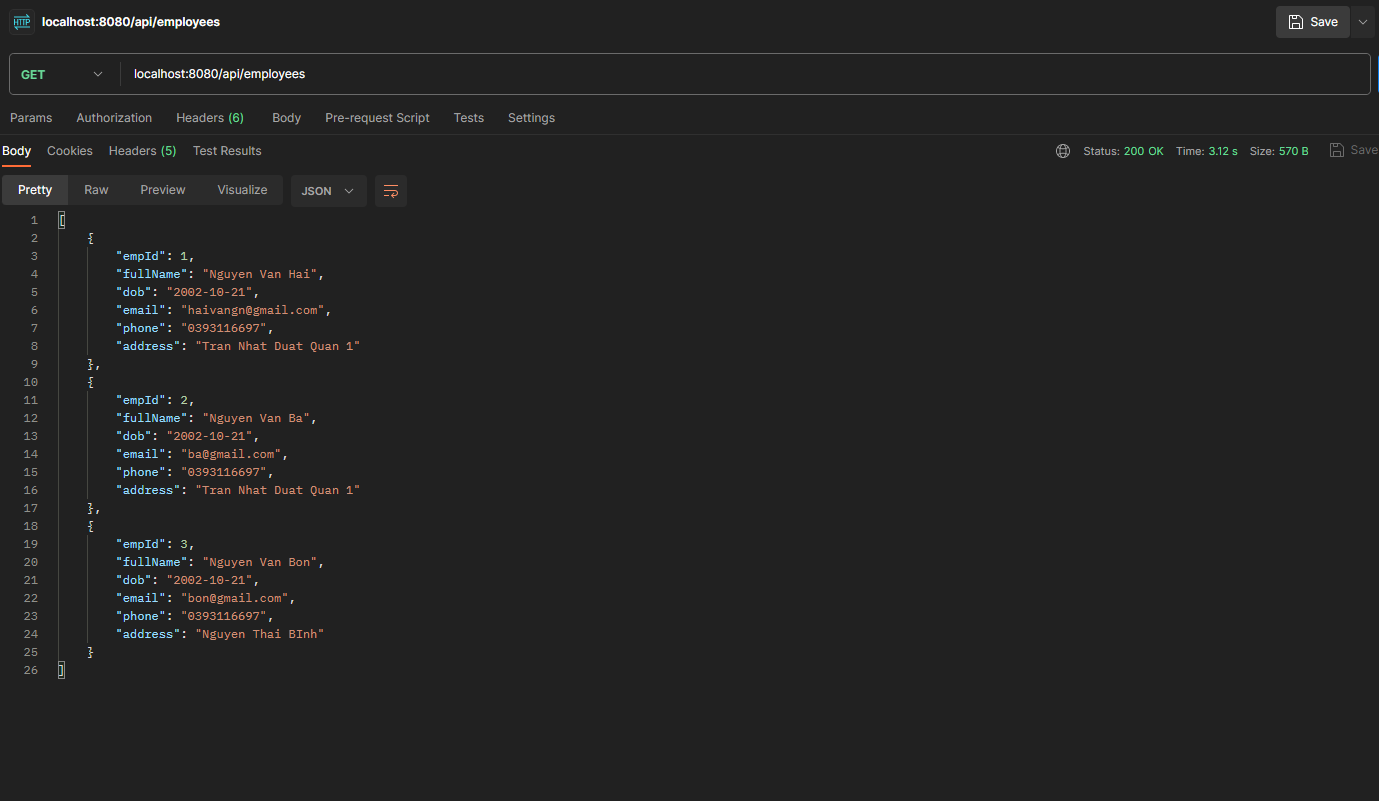 HTTP localhost:8080/api/employees Save
GET localhost:8080/api/employees
Params Authorization Headers (6) Body Pre-request Script Tests Settings
Body Cookies Headers (5) Test Results Status: 200 OK Time: 3.12 s Size: 570 B Save
Pretty Raw Preview Visualize JSON
1 [
2 {
3 "empId": 1,
4 "fullName": "Nguyen Van Hai",
5 "dob": "2002-10-21",
6 "email": "haivangn@gmail.com",
7 "phone": "0393116697",
8 "address": "Tran Nhat Duat Quan 1"
9 },
10 {
11 "empId": 2,
12 "fullName": "Nguyen Van Ba",
13 "dob": "2002-10-21",
14 "email": "ba@gmail.com",
15 "phone": "0393116697",
16 "address": "Tran Nhat Duat Quan 1"
17 },
18 {
19 "empId": 3,
20 "fullName": "Nguyen Van Bon",
21 "dob": "2002-10-21",
22 "email": "bon@gmail.com",
23 "phone": "0393116697",
24 "address": "Nguyen Thai BInh"
25 }
26 ]